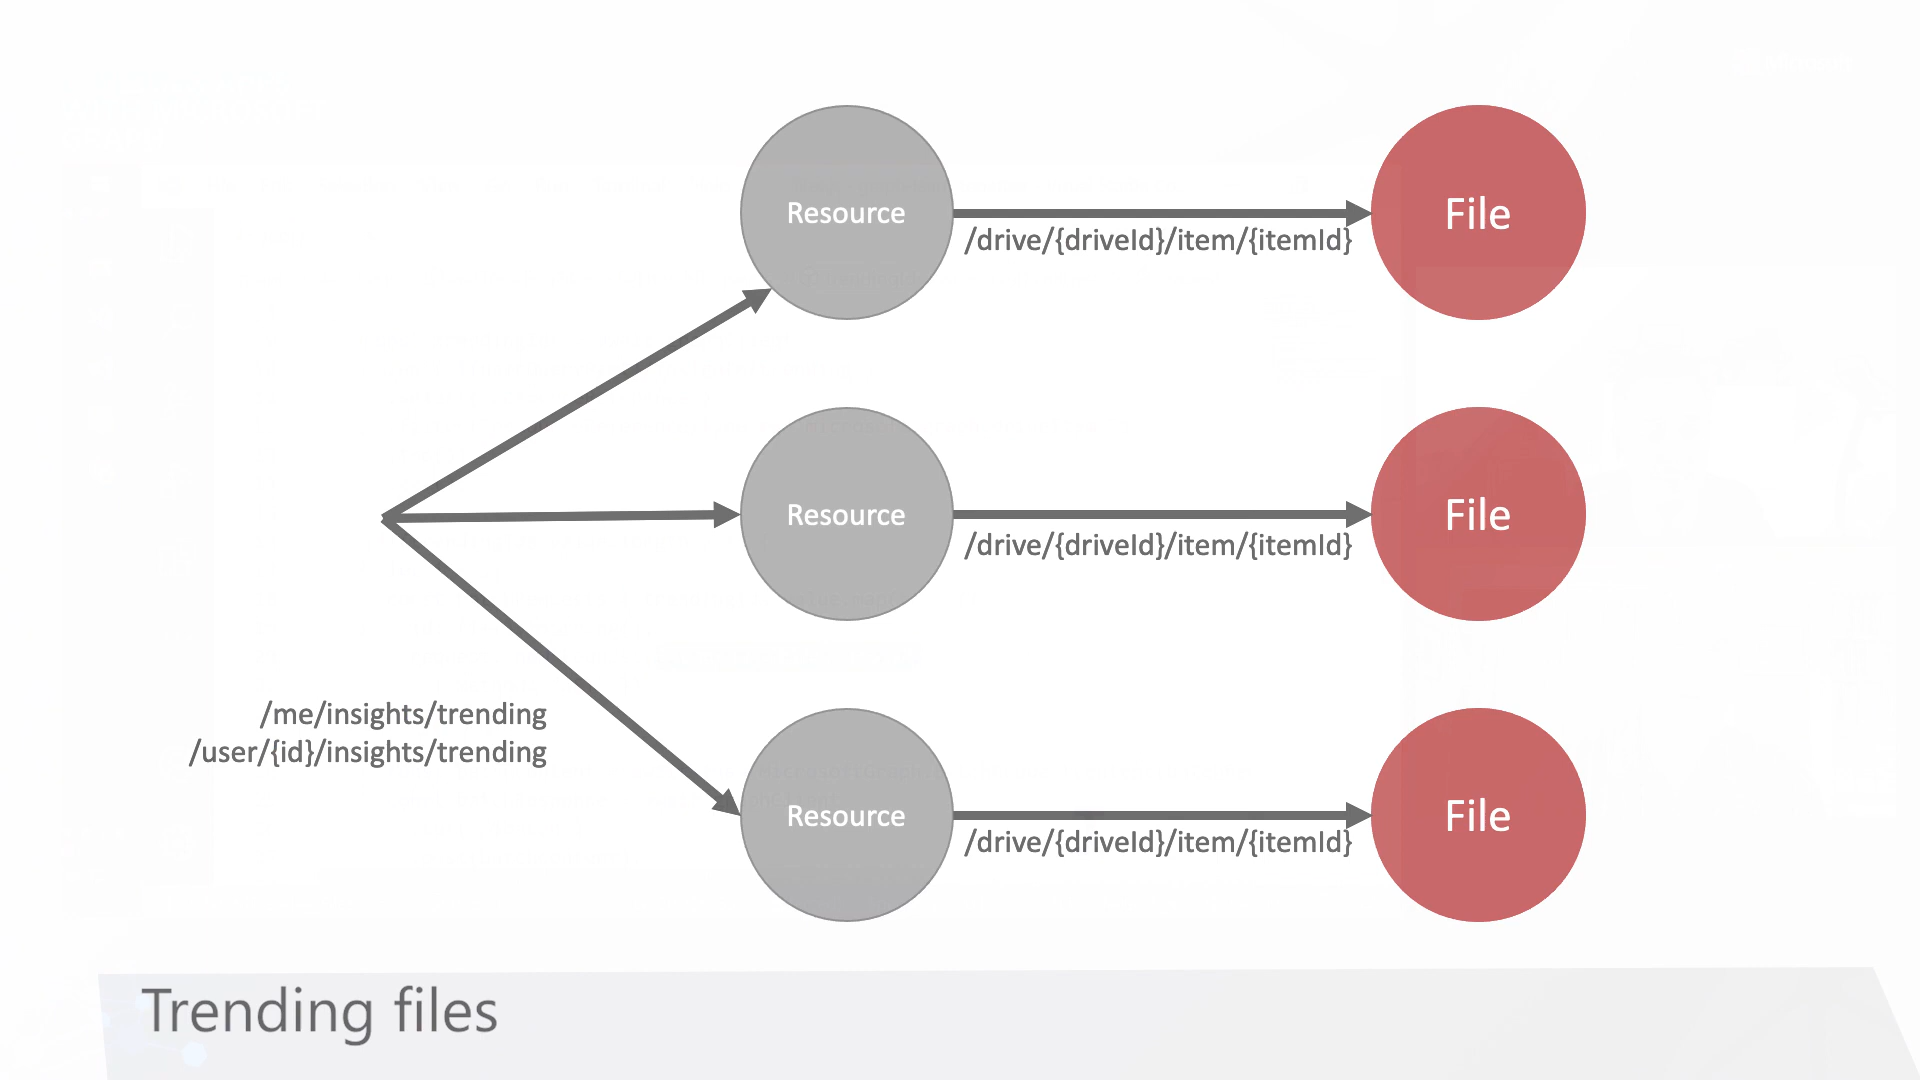 Resource
/drive/{driveId}/item/{itemId}
File
Resource
/drive/{driveId}/item/{itemId}
File
/me/insights/trending
/user/{id}/insights/trending
Resource
/drive/{driveId}/item/{itemId}
File
Trending files